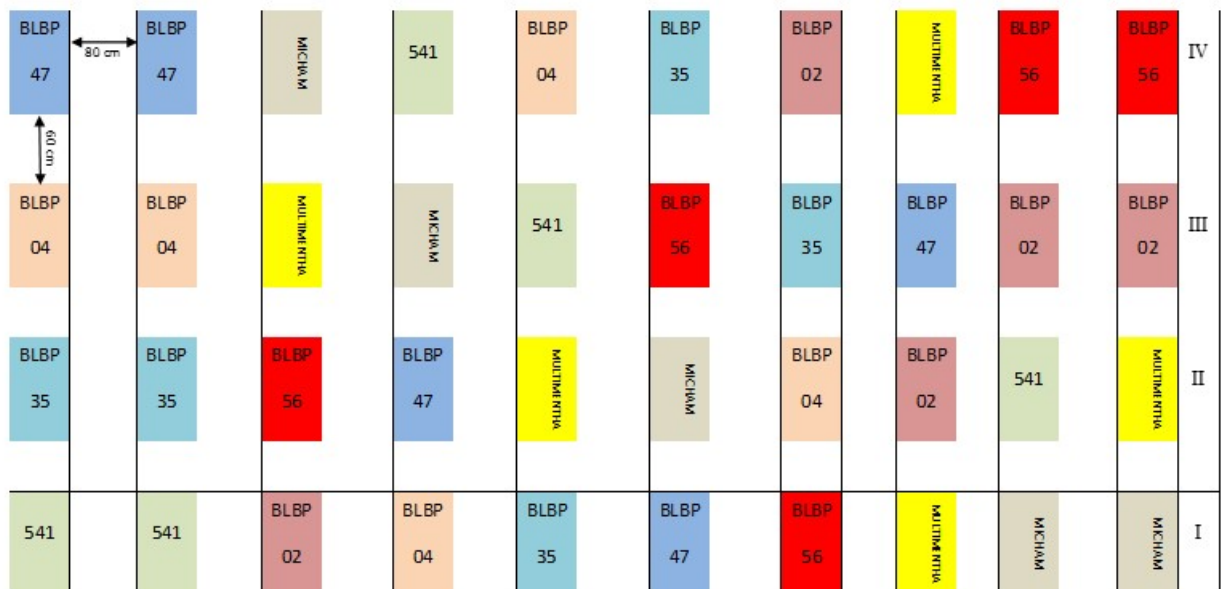 BLBP BLBP MICHAM 541 BLBP BLBP BLBP MULTIMENTHA BLBP BLBP IV
80 cm
47 47 04 35 02 56 56
60 cm
BLBP BLBP MULTIMENTHA MICHAM 541 BLBP BLBP BLBP BLBP BLBP III
04 04 56 35 47 02 02
BLBP BLBP BLBP BLBP MULTIMENTHA MICHAM BLBP BLBP 541 MULTIMENTHA II
35 35 56 47 04 02
541 541 BLBP BLBP BLBP BLBP BLBP MULTIMENTHA MICHAM MICHAM I
02 04 35 47 56